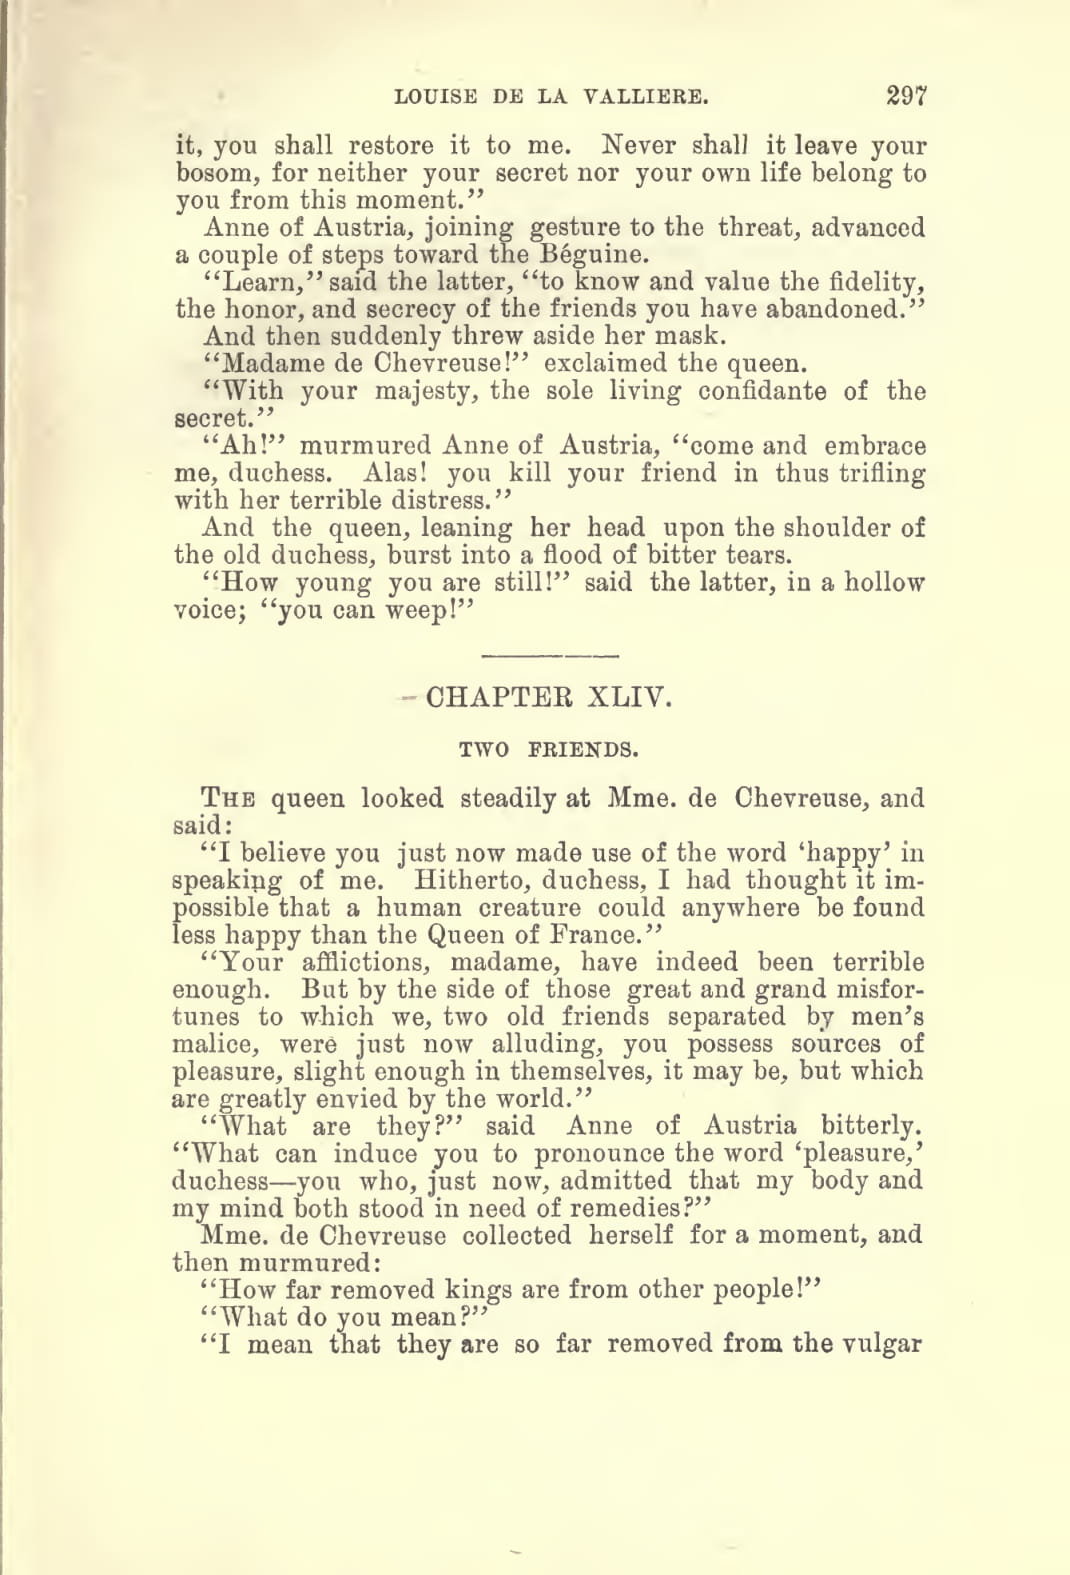 LOUISE DE LA VALLIERE. 297
it, you shall restore it to me. Never shall it leave your
bosom, for neither your secret nor your own life belong to
you from this moment.”
Anne of Austria, joining gesture to the threat, advanced
a couple of steps toward the Béguine.
“Learn,” said the latter, “to know and value the fidelity,
the honor, and secrecy of the friends you have abandoned.”
And then suddenly threw aside her mask.
“Madame de Chevreuse!” exclaimed the queen.
“With your majesty, the sole living confidante of the
secret.”
“Ah!” murmured Anne of Austria, “come and embrace
me, duchess. Alas! you kill your friend in thus trifling
with her terrible distress.”
And the queen, leaning her head upon the shoulder of
the old duchess, burst into a flood of bitter tears.
“How young you are still!” said the latter, in a hollow
voice; “you can weep!”
CHAPTER XLIV.
TWO FRIENDS.
THE queen looked steadily at Mme. de Chevreuse, and
said:
“I believe you just now made use of the word ‘happy’ in
speaking of me. Hitherto, duchess, I had thought it im-
possible that a human creature could anywhere be found
less happy than the Queen of France.”
“Your afflictions, madame, have indeed been terrible
enough. But by the side of those great and grand misfor-
tunes to which we, two old friends separated by men’s
malice, were just now alluding, you possess sources of
pleasure, slight enough in themselves, it may be, but which
are greatly envied by the world.”
“What are they?” said Anne of Austria bitterly.
“What can induce you to pronounce the word ‘pleasure,’
duchess—you who, just now, admitted that my body and
my mind both stood in need of remedies?”
Mme. de Chevreuse collected herself for a moment, and
then murmured:
“How far removed kings are from other people!”
“What do you mean?”
“I mean that they are so far removed from the vulgar